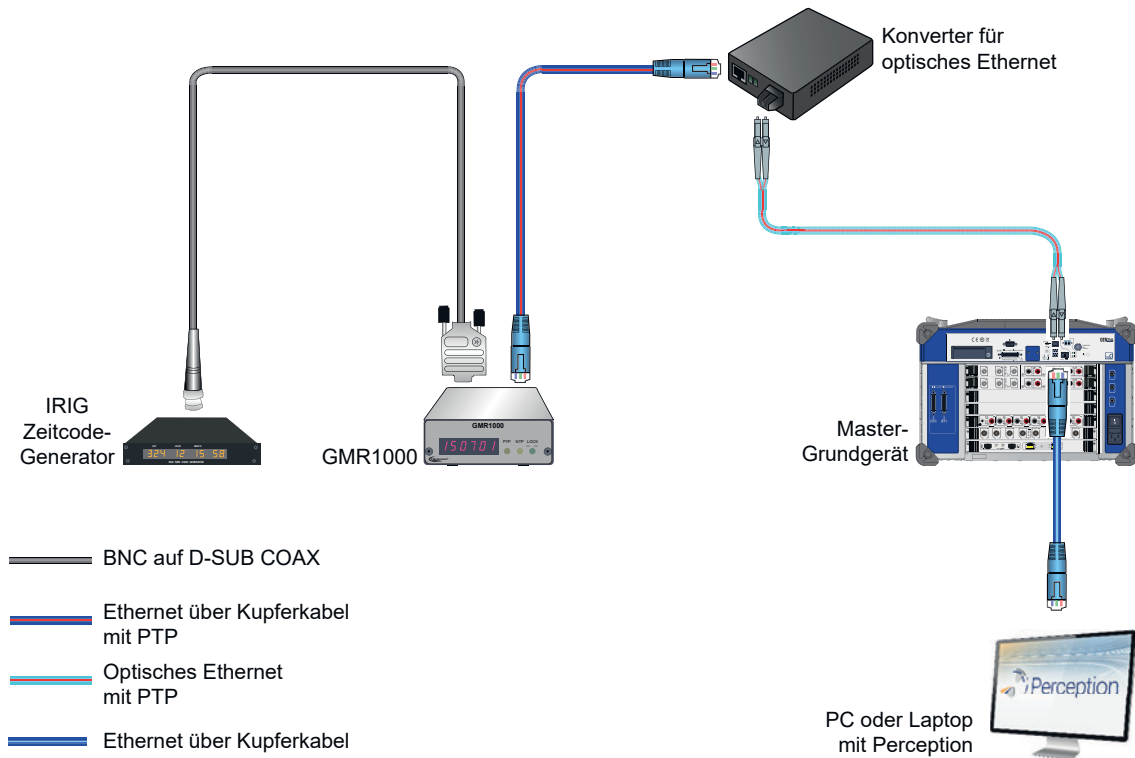 Konverter für
optisches Ethernet
IRIG
Zeitcode-
Generator
324 12 15 58
GMR1000
150701
PTP NTP LOCK
GMR1000
Master-
Grundgerät
BNC auf D-SUB COAX
Ethernet über Kupferkabel
mit PTP
Optisches Ethernet
mit PTP
Ethernet über Kupferkabel
Perception
PC oder Laptop
mit Perception